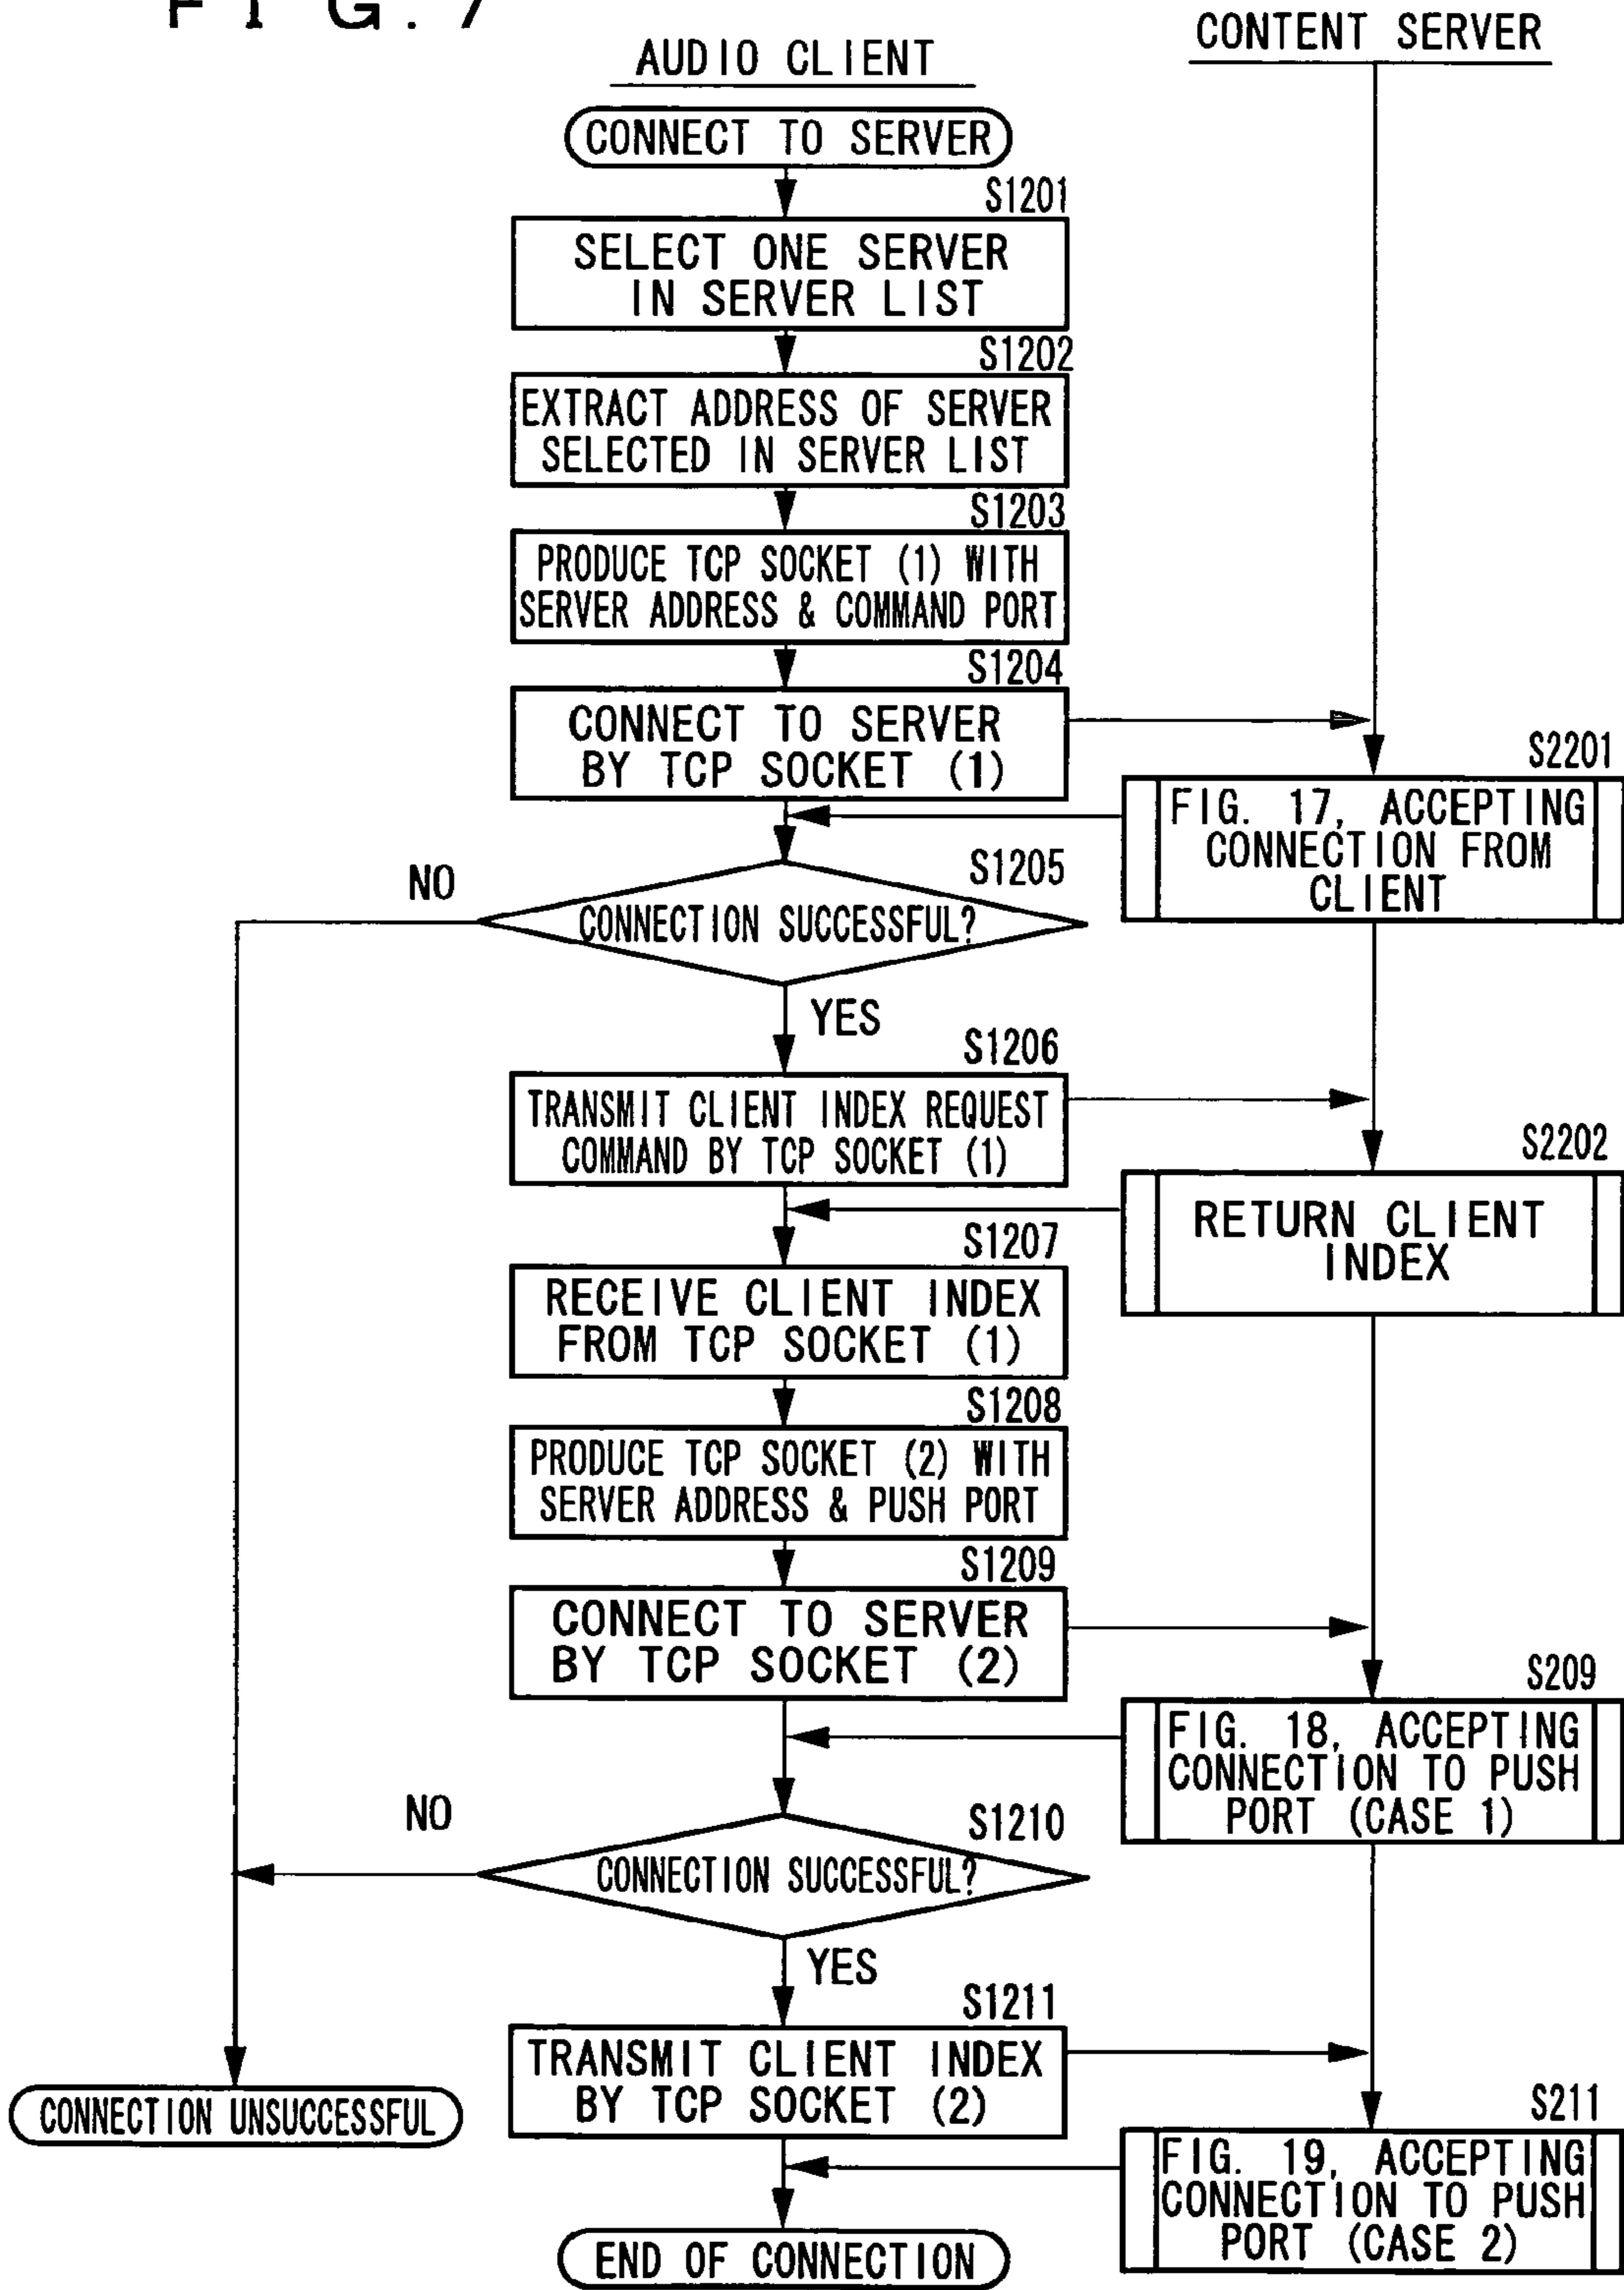 FIG. 7
CONTENT SERVER
AUDIO CLIENT
CONNECT TO SERVER
S1201
SELECT ONE SERVER
IN SERVER LIST
S1202
EXTRACT ADDRESS OF SERVER
SELECTED IN SERVER LIST
S1203
PRODUCE TCP SOCKET (1) WITH
SERVER ADDRESS & COMMAND PORT
S1204
CONNECT TO SERVER
BY TCP SOCKET (1)
S2201
FIG. 17, ACCEPTING
CONNECTION FROM
CLIENT
S1205
NO
CONNECTION SUCCESSFUL?
YES
S1206
TRANSMIT CLIENT INDEX REQUEST
COMMAND BY TCP SOCKET (1)
S2202
RETURN CLIENT
INDEX
S1207
RECEIVE CLIENT INDEX
FROM TCP SOCKET (1)
S1208
PRODUCE TCP SOCKET (2) WITH
SERVER ADDRESS & PUSH PORT
S1209
CONNECT TO SERVER
BY TCP SOCKET (2)
S209
FIG. 18, ACCEPTING
CONNECTION TO PUSH
PORT (CASE 1)
NO
S1210
CONNECTION SUCCESSFUL?
YES
S1211
TRANSMIT CLIENT INDEX
BY TCP SOCKET (2)
CONNECTION UNSUCCESSFUL
S211
FIG. 19, ACCEPTING
CONNECTION TO PUSH
PORT (CASE 2)
END OF CONNECTION